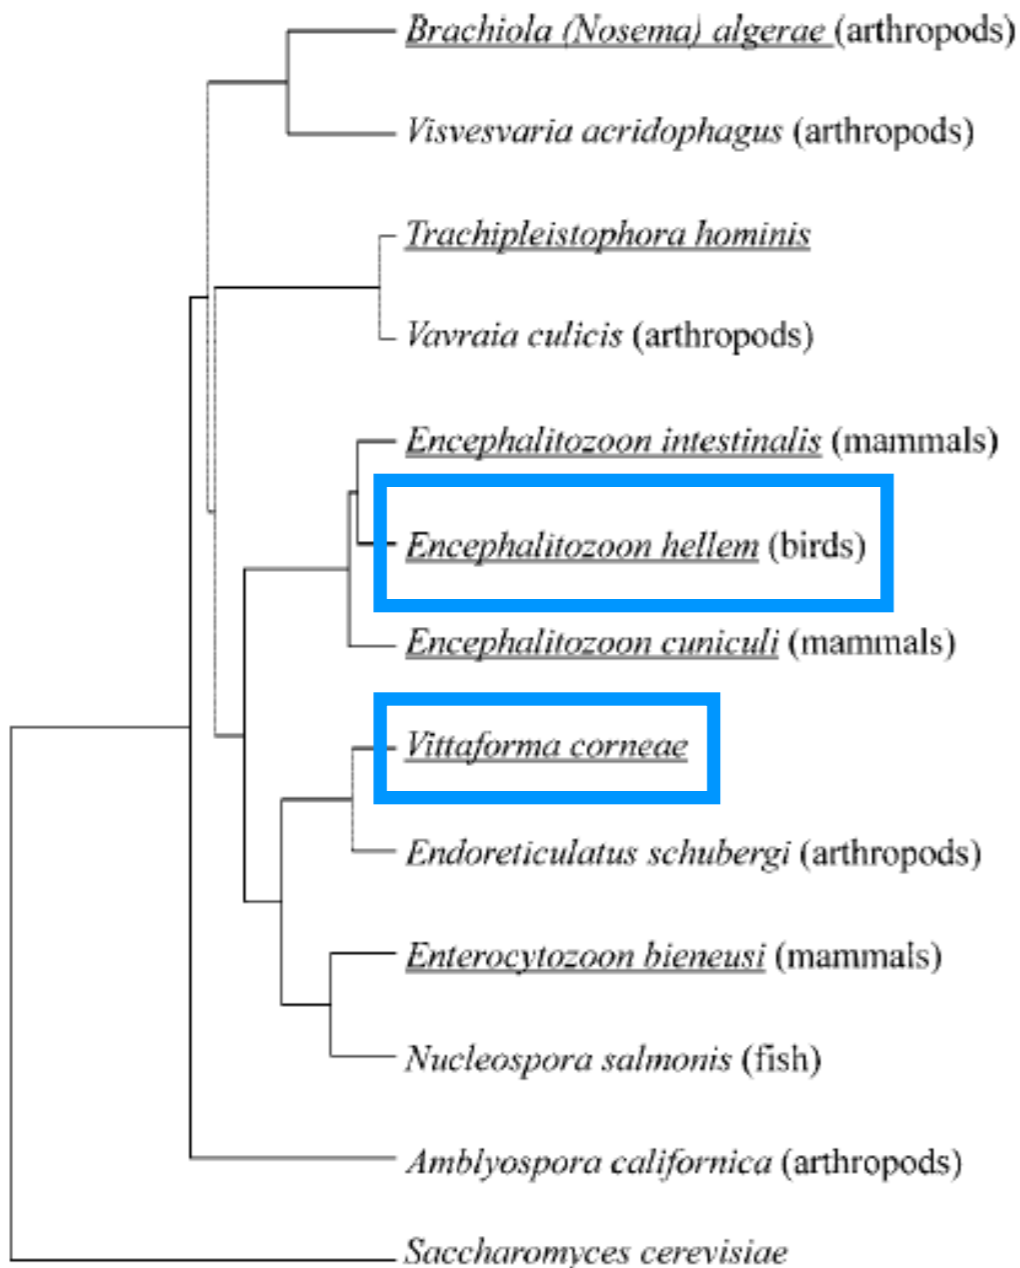 Brachiola (Nosema) algerae (arthropods)
Visvesvaria acridophagus (arthropods)
Trachipleistophora hominis
Vavraia culicis (arthropods)
Encephalitozoon intestinalis (mammals)
Encephalitozoon hellem (birds)
Encephalitozoon cuniculi (mammals)
Vittaforma corneae
Endoreticulatus schubergi (arthropods)
Enterocytozoon bieneusi (mammals)
Nucleospora salmonis (fish)
Amblyospora californica (arthropods)
Saccharomyces cerevisiae